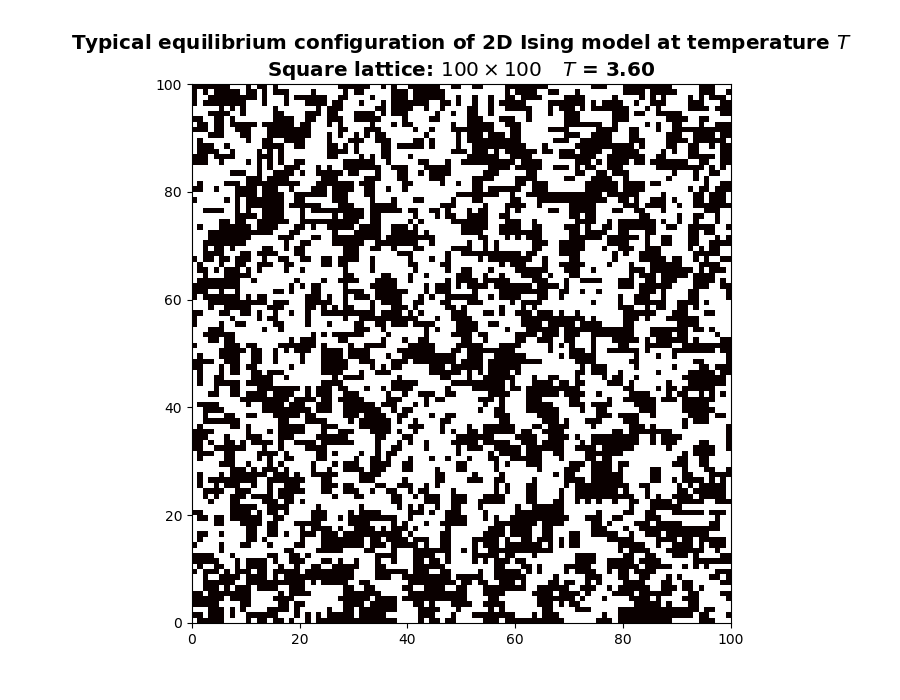 Typical equilibrium configuration of 2D Ising model at temperature T
Square lattice: 100 × 100 T = 3.60
100
80
60
40
20
0
0 20 40 60 80 100